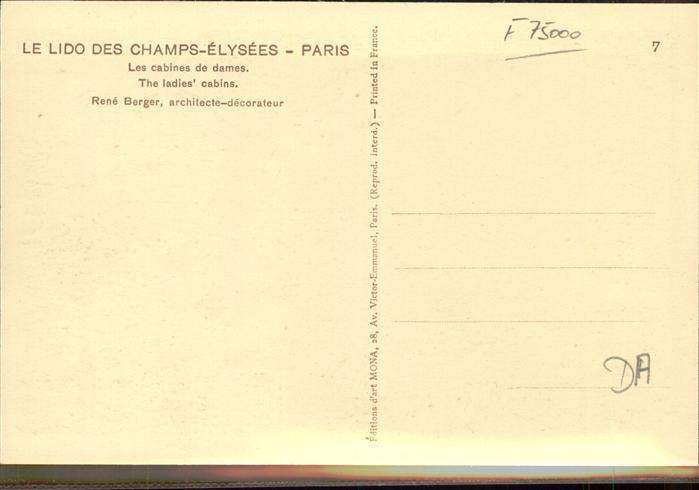 LE LIDO DES CHAMPS-ÉLYSÉES - PARIS
Les cabines de dames.
The ladies' cabins.
René Berger, architecte-décorateur
Éditions d'art MONA, 28, Av. Victor-Emmanuel, Paris. (Reprod. interd.) — Printed in France.
F 75000
7
DA